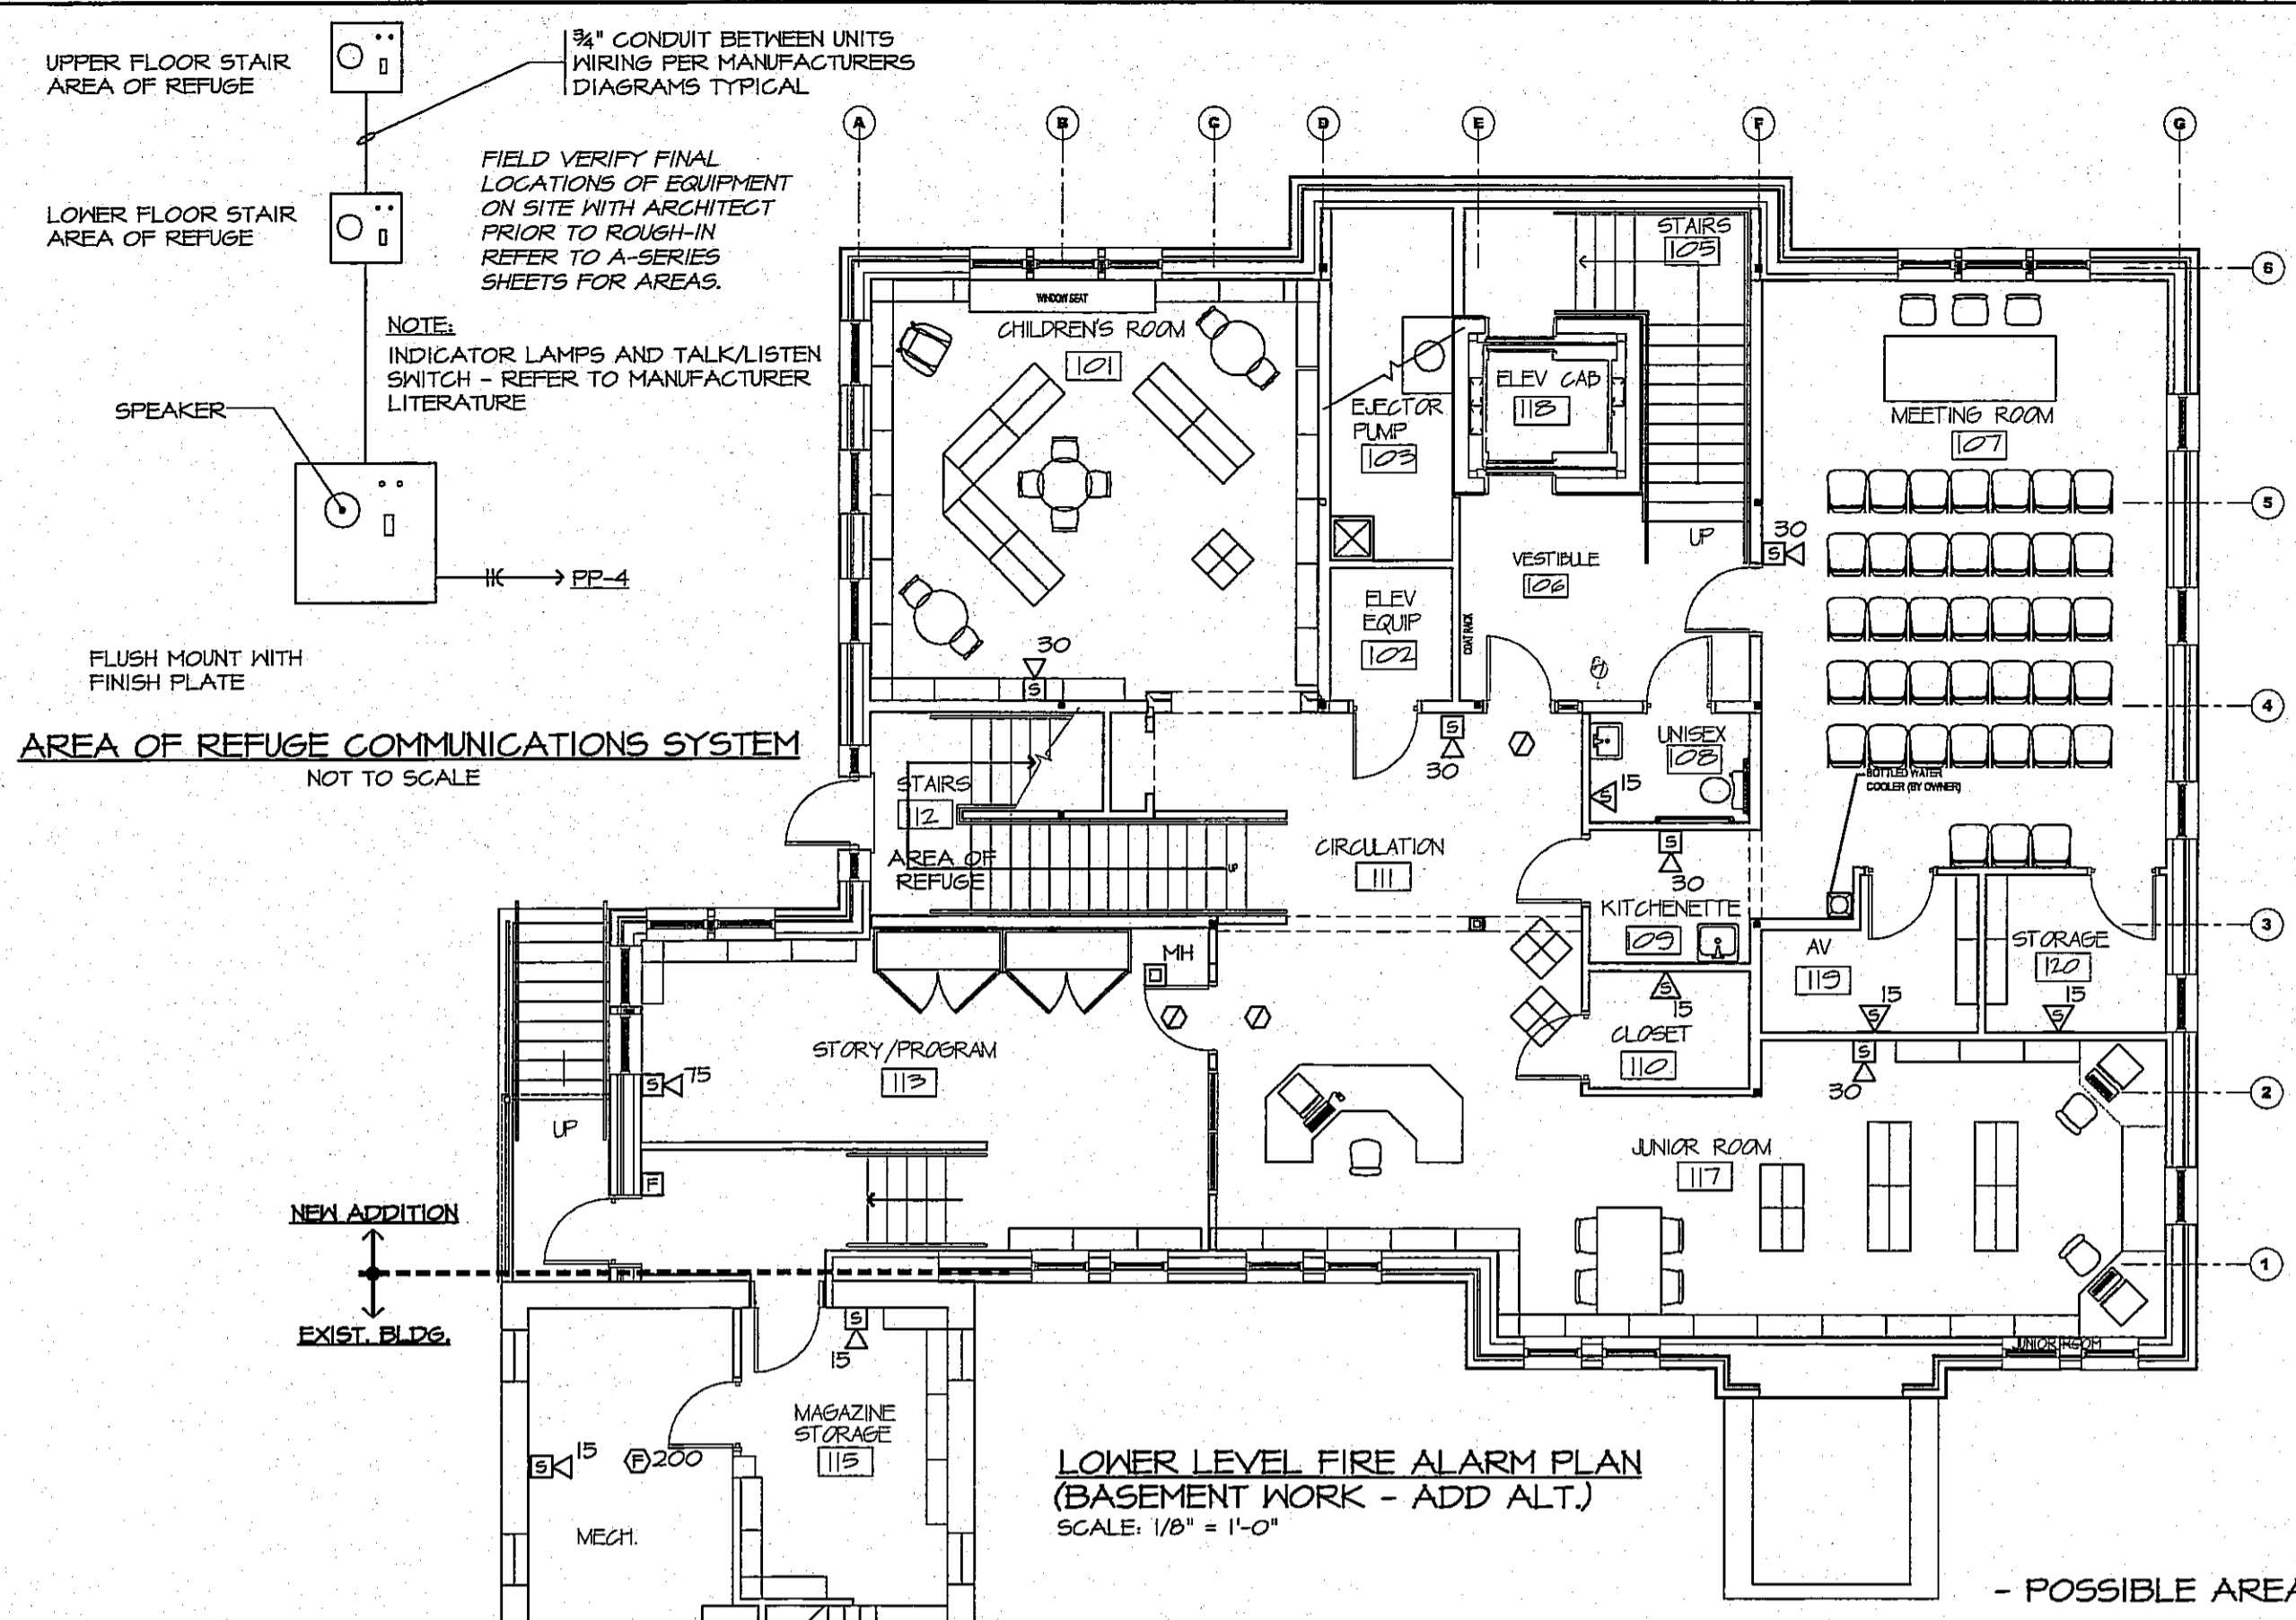 UPPER FLOOR STAIR
AREA OF REFUGE
¾" CONDUIT BETWEEN UNITS
WIRING PER MANUFACTURERS
DIAGRAMS TYPICAL
FIELD VERIFY FINAL
LOCATIONS OF EQUIPMENT
ON SITE WITH ARCHITECT
PRIOR TO ROUGH-IN
REFER TO A-SERIES
SHEETS FOR AREAS.
LOWER FLOOR STAIR
AREA OF REFUGE
NOTE:
INDICATOR LAMPS AND TALK/LISTEN
SWITCH - REFER TO MANUFACTURER
LITERATURE
SPEAKER
PP-4
FLUSH MOUNT WITH
FINISH PLATE
AREA OF REFUGE COMMUNICATIONS SYSTEM
NOT TO SCALE
A
B
C
D
E
F
G
6
5
4
3
2
1
WINDOW SEAT
CHILDREN'S ROOM
101
S
30
EJECTOR
PUMP
103
ELEV CAB
118
STAIRS
105
UP
MEETING ROOM
107
S
30
VESTIBULE
106
COAT RACK
ELEV
EQUIP
102
S
30
UNISEX
108
S
15
BOTTLED WATER
COOLER (BY OWNER)
STAIRS
112
AREA OF
REFUGE
UP
CIRCULATION
111
S
30
KITCHENETTE
109
AV
119
S
15
STORAGE
120
S
15
MH
S
15
CLOSET
110
STORY/PROGRAM
113
S
75
F
UP
S
30
JUNIOR ROOM
117
JUNIOR ROOM
NEW ADDITION
EXIST. BLDG.
S
15
MAGAZINE
STORAGE
115
S
15
F
200
MECH.
LOWER LEVEL FIRE ALARM PLAN
(BASEMENT WORK - ADD ALT.)
SCALE: 1/8" = 1'-0"
- POSSIBLE AREA